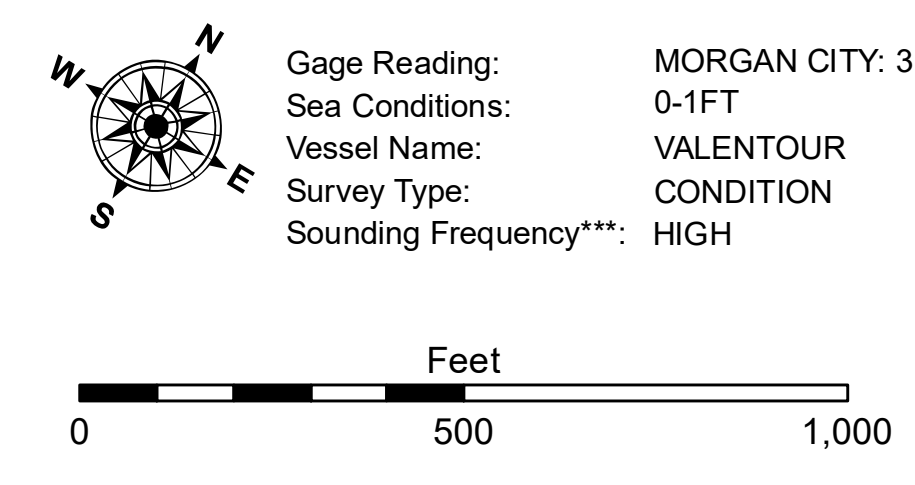 N
W
E
S
Gage Reading: MORGAN CITY: 3
Sea Conditions: 0-1FT
Vessel Name: VALENTOUR
Survey Type: CONDITION
Sounding Frequency***: HIGH
Feet
0 500 1,000